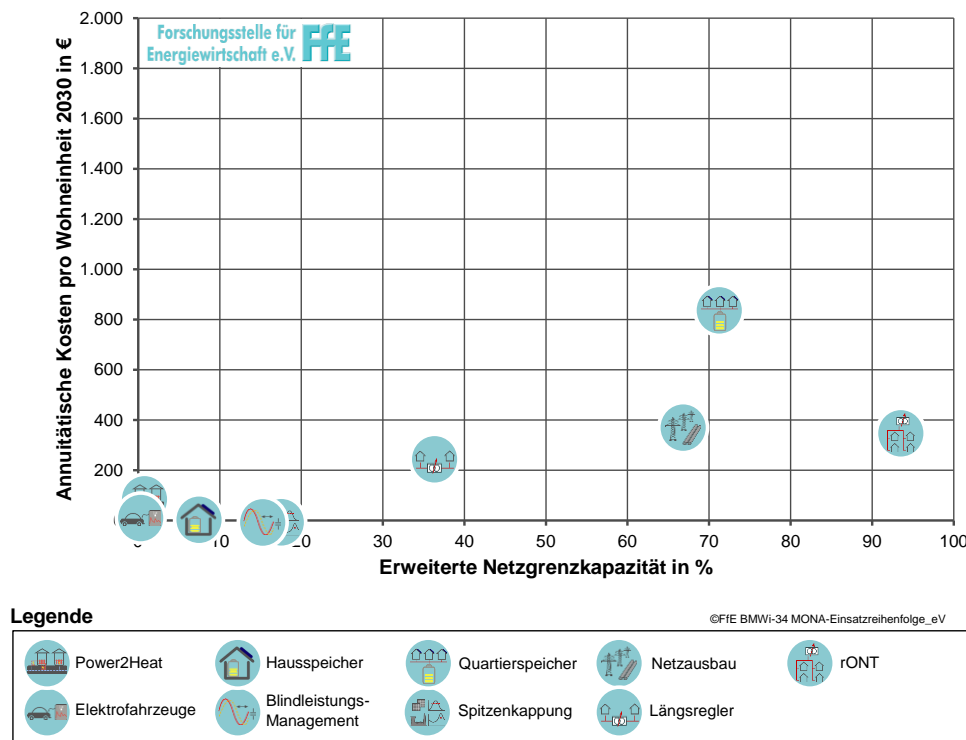 2.000
1.800
1.600
1.400
1.200
1.000
800
600
400
200
Annuitätische Kosten pro Wohneinheit 2030 in €
Forschungsstelle für
Energiewirtschaft e.V. FfE
10
20
30
40
50
60
70
80
90
100
Erweiterte Netzgrenzkapazität in %
Legende
©FfE BMWi-34 MONA-Einsatzreihenfolge_eV
Power2Heat
Hausspeicher
Quartierspeicher
Netzausbau
rONT
Elektrofahrzeuge
Blindleistungs-
Management
Spitzenkappung
Längsregler